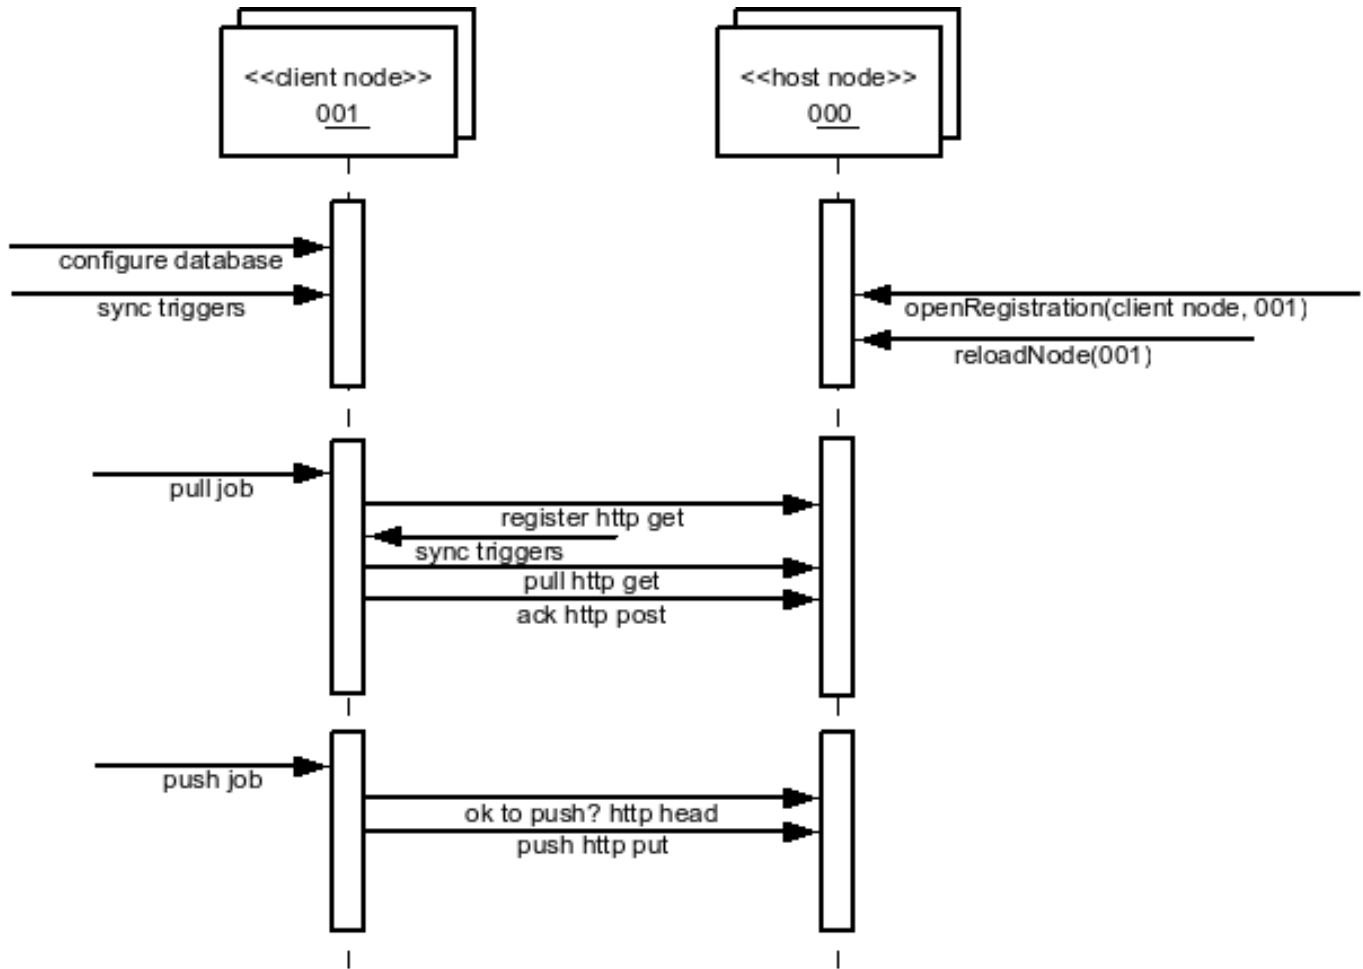 <<client node>>
001
<<host node>>
000
configure database
sync triggers
openRegistration(client node, 001)
reloadNode(001)
pull job
register http get
sync triggers
pull http get
ack http post
push job
ok to push? http head
push http put